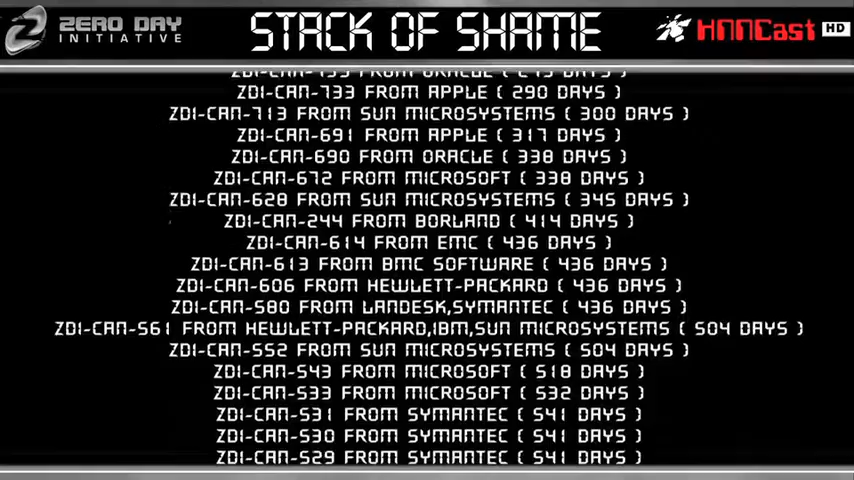 ZERO DAY
INITIATIVE
STACK OF SHAME
HNNCast HD
FROM ORACLE DAYS )
ZDI-CAN-733 FROM APPLE ( 290 DAYS )
ZDI-CAN-713 FROM SUN MICROSYSTEMS ( 300 DAYS )
ZDI-CAN-691 FROM APPLE ( 317 DAYS )
ZDI-CAN-690 FROM ORACLE ( 338 DAYS )
ZDI-CAN-672 FROM MICROSOFT ( 338 DAYS )
ZDI-CAN-628 FROM SUN MICROSYSTEMS ( 345 DAYS )
ZDI-CAN-244 FROM BORLAND ( 414 DAYS )
ZDI-CAN-614 FROM EMC ( 436 DAYS )
ZDI-CAN-613 FROM BMC SOFTWARE ( 436 DAYS )
ZDI-CAN-606 FROM HEWLETT-PACKARD ( 436 DAYS )
ZDI-CAN-580 FROM LANDESK,SYMANTEC ( 436 DAYS )
ZDI-CAN-561 FROM HEWLETT-PACKARD,IBM,SUN MICROSYSTEMS ( 504 DAYS )
ZDI-CAN-552 FROM SUN MICROSYSTEMS ( 504 DAYS )
ZDI-CAN-543 FROM MICROSOFT ( 518 DAYS )
ZDI-CAN-533 FROM MICROSOFT ( 532 DAYS )
ZDI-CAN-531 FROM SYMANTEC ( 541 DAYS )
ZDI-CAN-530 FROM SYMANTEC ( 541 DAYS )
ZDI-CAN-529 FROM SYMANTEC ( 541 DAYS )